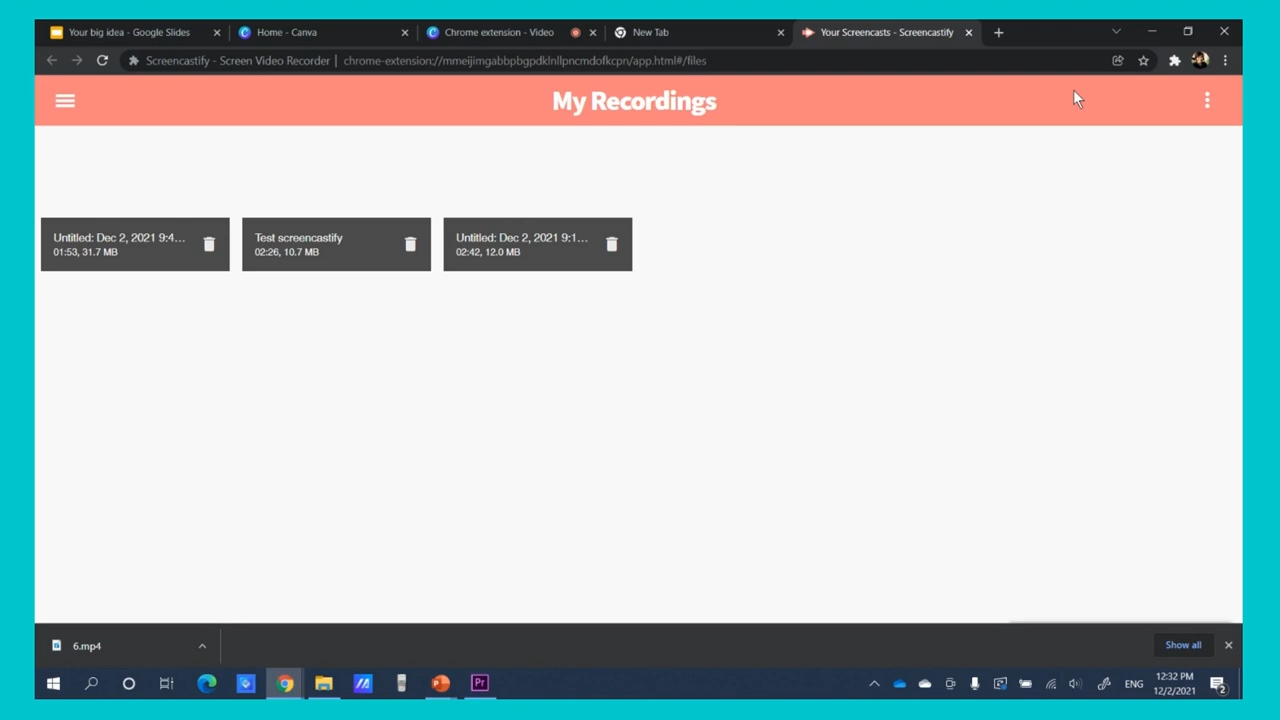 Your big idea - Google Slides
Home - Canva
Chrome extension - Video
New Tab
Your Screencasts - Screencastify
Screencastify - Screen Video Recorder | chrome-extension://mmeijimgabbpbgpdklnllpncmdofkcpn/app.html#/files
My Recordings
Untitled: Dec 2, 2021 9:4...
01:53, 31.7 MB
Test screencastify
02:26, 10.7 MB
Untitled: Dec 2, 2021 9:1...
02:42, 12.0 MB
6.mp4
Show all
Pr
ENG
12:32 PM
12/2/2021
2